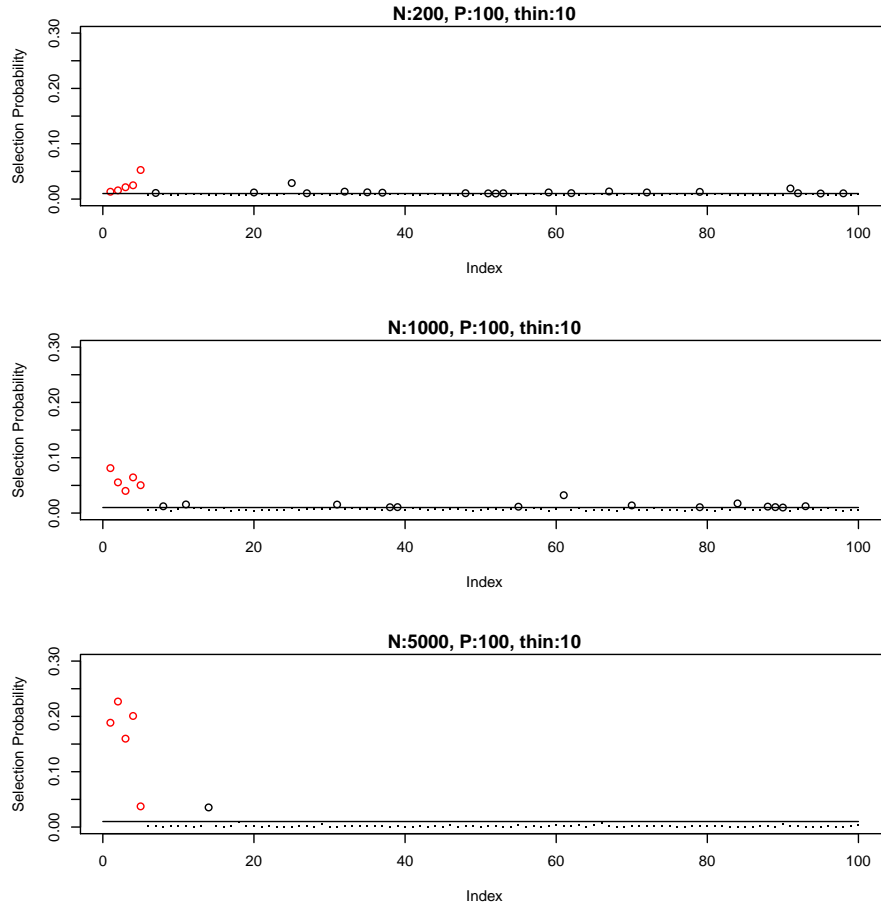 N:200, P:100, thin:10
Selection Probability
0.30
0.20
0.10
0.00
0 20 40 60 80 100
Index
N:1000, P:100, thin:10
Selection Probability
0.30
0.20
0.10
0.00
0 20 40 60 80 100
Index
N:5000, P:100, thin:10
Selection Probability
0.30
0.20
0.10
0.00
0 20 40 60 80 100
Index